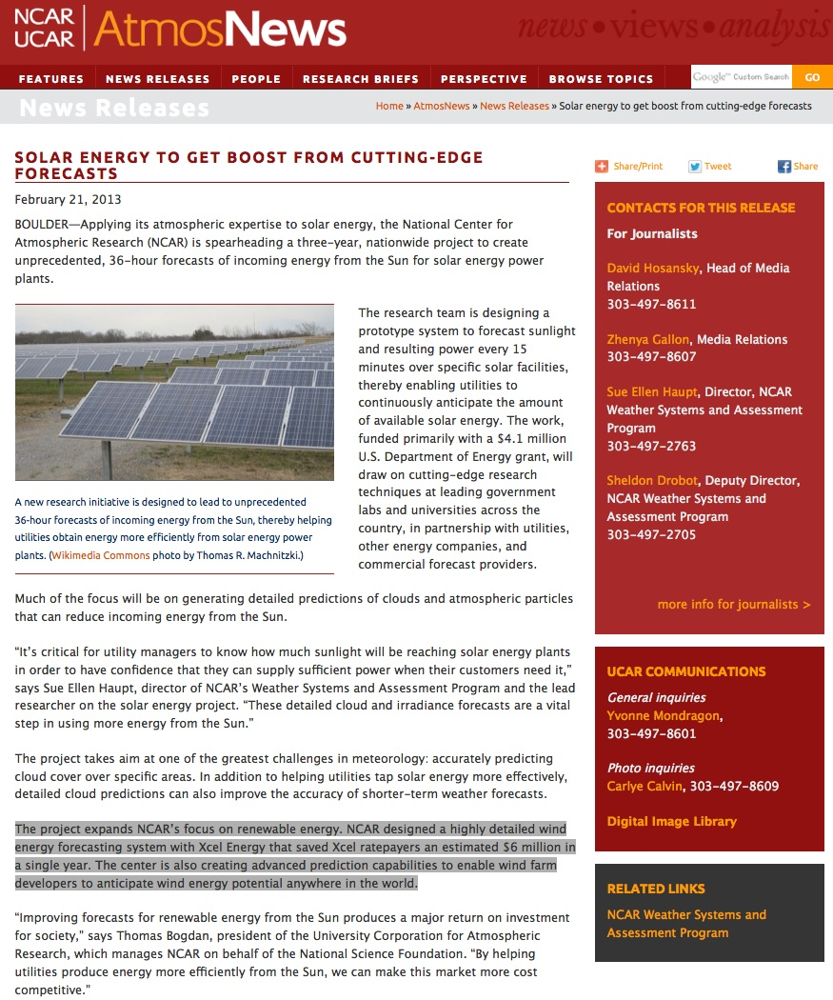 NCAR
UCAR
AtmosNews
news•views•analysis
FEATURES NEWS RELEASES PEOPLE RESEARCH BRIEFS PERSPECTIVE BROWSE TOPICS
Google™ Custom Search GO
News Releases
Home » AtmosNews » News Releases » Solar energy to get boost from cutting-edge forecasts
SOLAR ENERGY TO GET BOOST FROM CUTTING-EDGE
FORECASTS
February 21, 2013
BOULDER—Applying its atmospheric expertise to solar energy, the National Center for
Atmospheric Research (NCAR) is spearheading a three-year, nationwide project to create
unprecedented, 36-hour forecasts of incoming energy from the Sun for solar energy power
plants.
The research team is designing a
prototype system to forecast sunlight
and resulting power every 15
minutes over specific solar facilities,
thereby enabling utilities to
continuously anticipate the amount
of available solar energy. The work,
funded primarily with a $4.1 million
U.S. Department of Energy grant, will
draw on cutting-edge research
techniques at leading government
labs and universities across the
country, in partnership with utilities,
other energy companies, and
commercial forecast providers.
A new research initiative is designed to lead to unprecedented
36-hour forecasts of incoming energy from the Sun, thereby helping
utilities obtain energy more efficiently from solar energy power
plants. (Wikimedia Commons photo by Thomas R. Machnitzki.)
Much of the focus will be on generating detailed predictions of clouds and atmospheric particles
that can reduce incoming energy from the Sun.
“It’s critical for utility managers to know how much sunlight will be reaching solar energy plants
in order to have confidence that they can supply sufficient power when their customers need it,”
says Sue Ellen Haupt, director of NCAR’s Weather Systems and Assessment Program and the lead
researcher on the solar energy project. “These detailed cloud and irradiance forecasts are a vital
step in using more energy from the Sun.”
The project takes aim at one of the greatest challenges in meteorology: accurately predicting
cloud cover over specific areas. In addition to helping utilities tap solar energy more effectively,
detailed cloud predictions can also improve the accuracy of shorter-term weather forecasts.
The project expands NCAR’s focus on renewable energy. NCAR designed a highly detailed wind
energy forecasting system with Xcel Energy that saved Xcel ratepayers an estimated $6 million in
a single year. The center is also creating advanced prediction capabilities to enable wind farm
developers to anticipate wind energy potential anywhere in the world.
“Improving forecasts for renewable energy from the Sun produces a major return on investment
for society,” says Thomas Bogdan, president of the University Corporation for Atmospheric
Research, which manages NCAR on behalf of the National Science Foundation. “By helping
utilities produce energy more efficiently from the Sun, we can make this market more cost
competitive.”
Share/Print Tweet Share
CONTACTS FOR THIS RELEASE
For Journalists
David Hosansky, Head of Media
Relations
303-497-8611
Zhenya Gallon, Media Relations
303-497-8607
Sue Ellen Haupt, Director, NCAR
Weather Systems and Assessment
Program
303-497-2763
Sheldon Drobot, Deputy Director,
NCAR Weather Systems and
Assessment Program
303-497-2705
more info for journalists >
UCAR COMMUNICATIONS
General inquiries
Yvonne Mondragon,
303-497-8601
Photo inquiries
Carlye Calvin, 303-497-8609
Digital Image Library
RELATED LINKS
NCAR Weather Systems and
Assessment Program